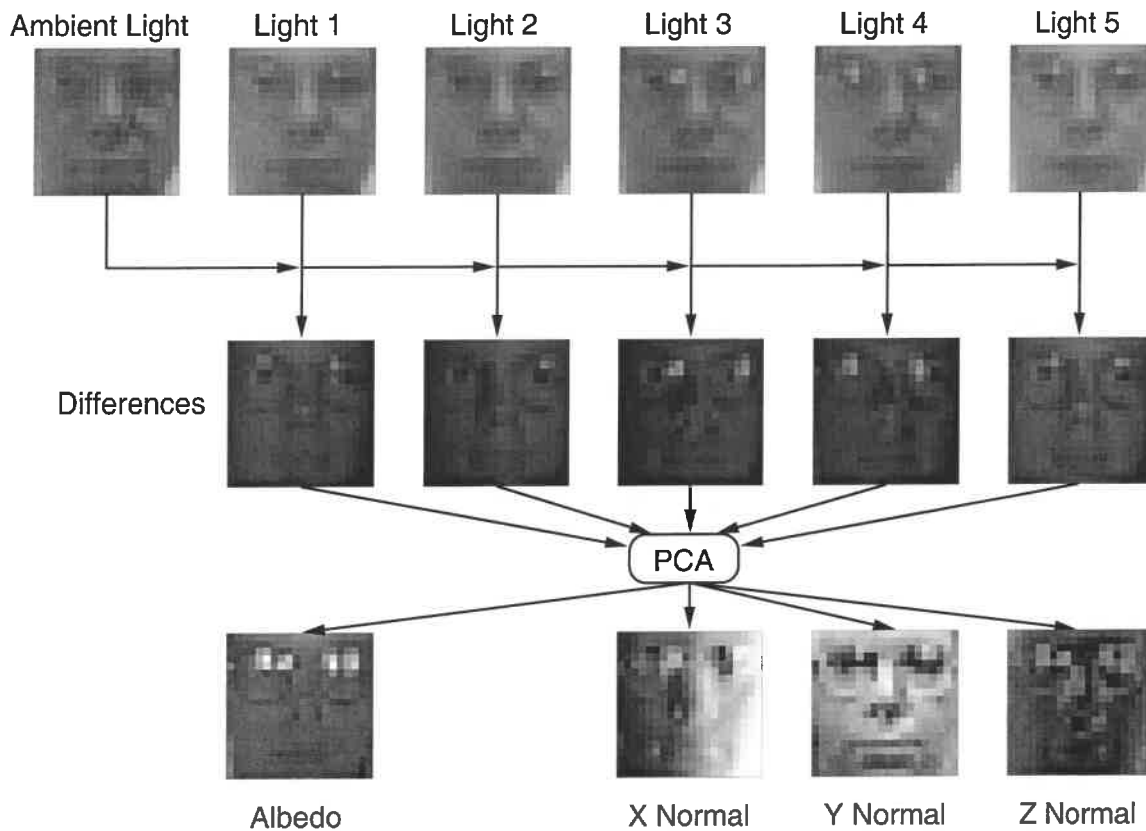 Ambient Light Light 1 Light 2 Light 3 Light 4 Light 5
Differences
PCA
Albedo X Normal Y Normal Z Normal